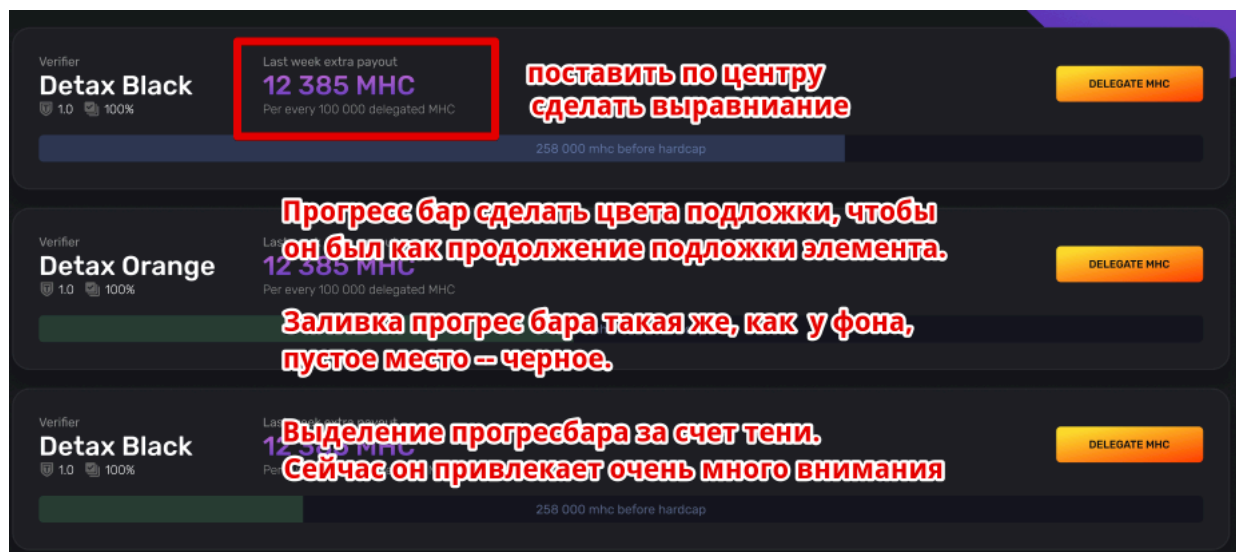 Verifier
Detax Black
1.0 100%
Last week extra payout
12 385 MHC
Per every 100 000 delegated MHC
поставить по центру
сделать выравниание
DELEGATE MHC
258 000 mhc before hardcap
Прогресс бар сделать цвета подложки, чтобы
он был как продолжение подложки элемента.
Verifier
Detax Orange
1.0 100%
12 385 MHC
Per every 100 000 delegated MHC
DELEGATE MHC
Заливка прогрес бара такая же, как у фона,
пустое место -- черное.
Verifier
Detax Black
1.0 100%
12 385 MHC
DELEGATE MHC
Выделение прогресбара за счет тени.
Сейчас он привлекает очень много внимания
258 000 mhc before hardcap